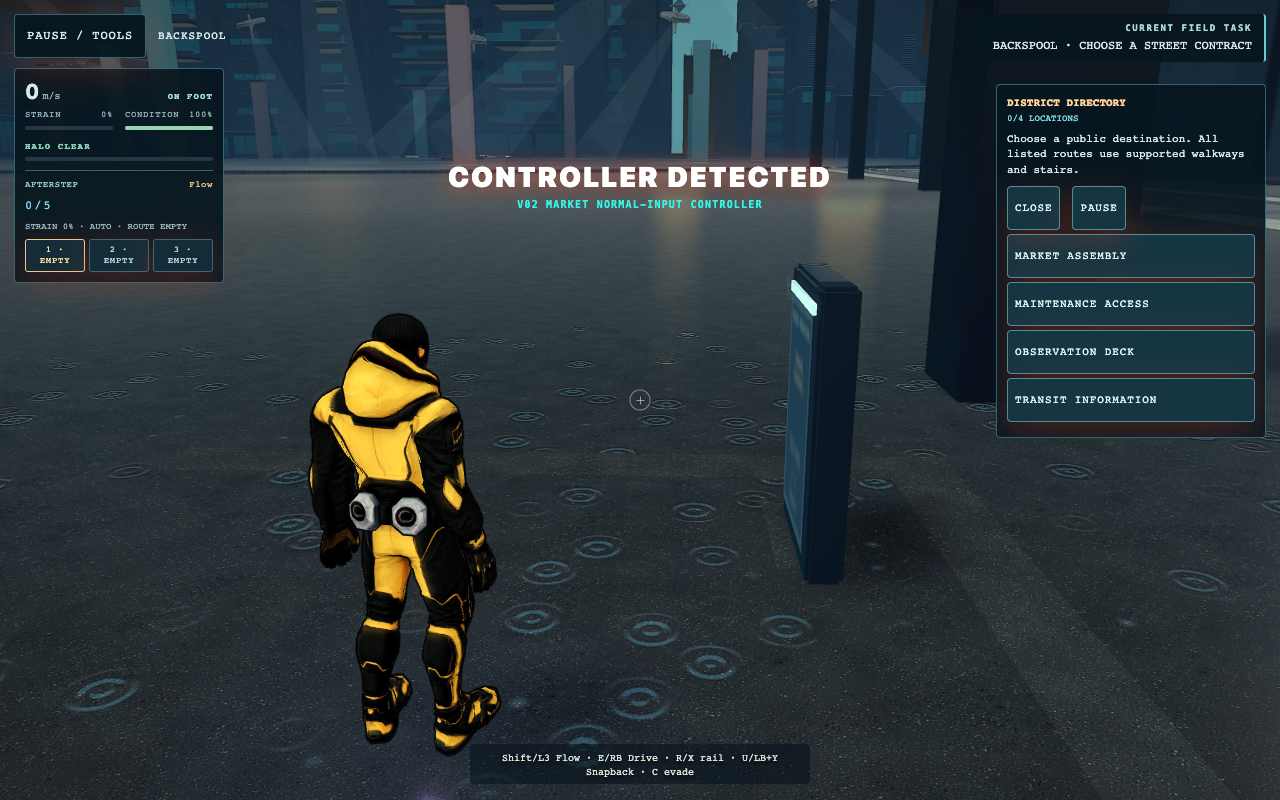 PAUSE / TOOLS
BACKSPOOL
0 m/s
ON FOOT
STRAIN 0%
CONDITION 100%
HALO CLEAR
AFTERSTEP
Flow
0/5
STRAIN 0% · AUTO · ROUTE EMPTY
1 · EMPTY
2 · EMPTY
3 · EMPTY
CONTROLLER DETECTED
V02 MARKET NORMAL-INPUT CONTROLLER
CURRENT FIELD TASK
BACKSPOOL · CHOOSE A STREET CONTRACT
DISTRICT DIRECTORY
0/4 LOCATIONS
Choose a public destination. All
listed routes use supported walkways
and stairs.
CLOSE
PAUSE
MARKET ASSEMBLY
MAINTENANCE ACCESS
OBSERVATION DECK
TRANSIT INFORMATION
Shift/L3 Flow · E/RB Drive · R/X rail · U/LB+Y
Snapback · C evade